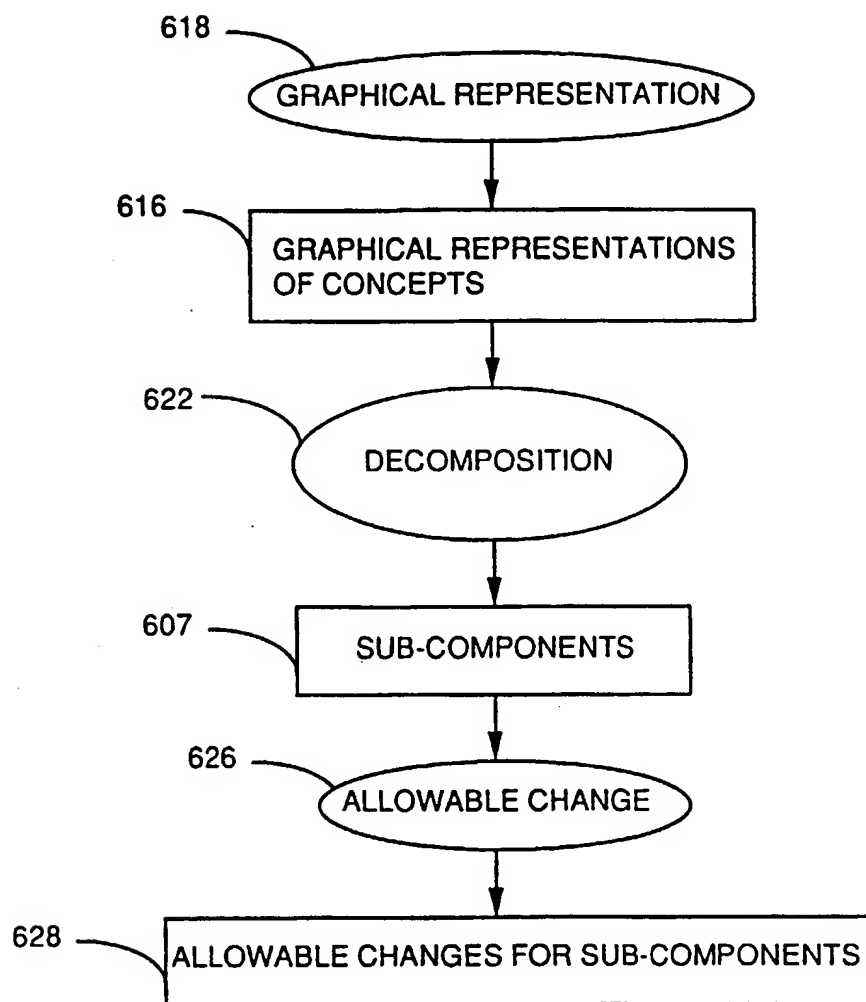 618
GRAPHICAL REPRESENTATION
616
GRAPHICAL REPRESENTATIONS
OF CONCEPTS
622
DECOMPOSITION
607
SUB-COMPONENTS
626
ALLOWABLE CHANGE
628
ALLOWABLE CHANGES FOR SUB-COMPONENTS